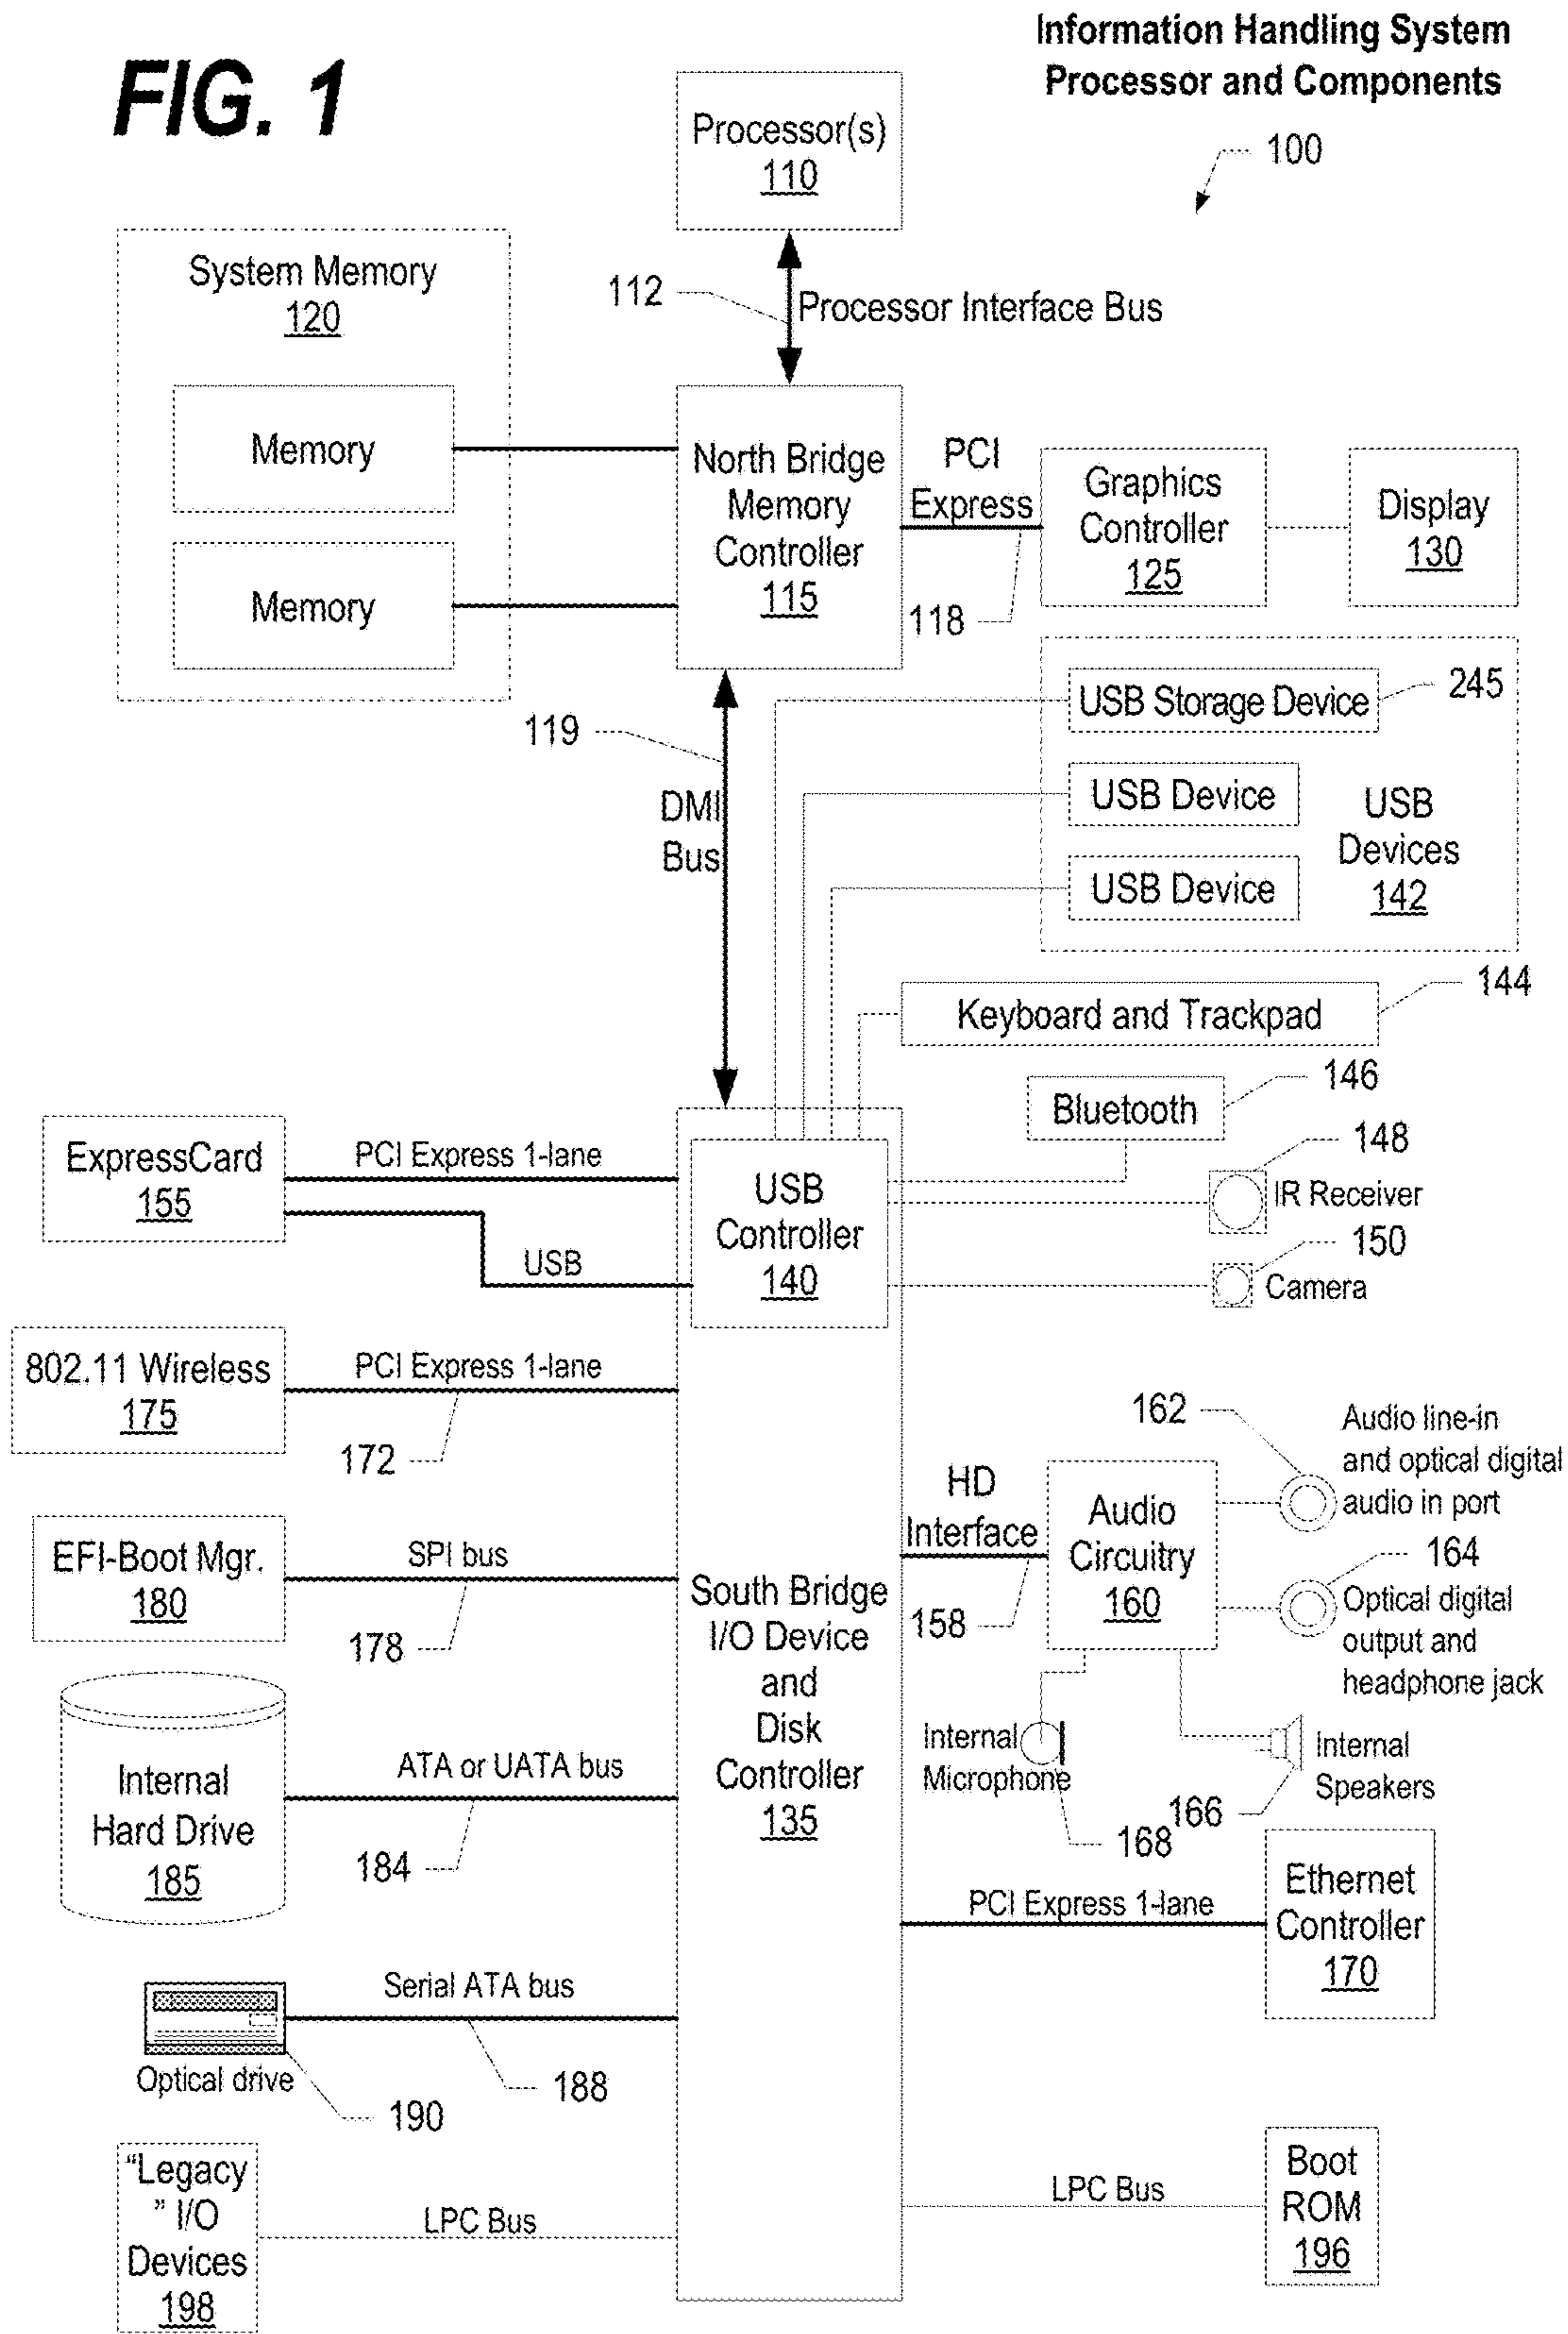 Information Handling System
Processor and Components
FIG. 1
100
Processor(s)
110
112
Processor Interface Bus
System Memory
120
Memory
Memory
North Bridge
Memory
Controller
115
PCI
Express
118
Graphics
Controller
125
Display
130
119
DMI
Bus
USB Storage Device
245
USB Device
USB Device
USB
Devices
142
Keyboard and Trackpad
144
Bluetooth
146
148
IR Receiver
150
Camera
ExpressCard
155
PCI Express 1-lane
USB
USB
Controller
140
802.11 Wireless
175
PCI Express 1-lane
172
EFI-Boot Mgr.
180
SPI bus
178
South Bridge
I/O Device
and
Disk
Controller
135
HD
Interface
158
Audio
Circuitry
160
162
Audio line-in
and optical digital
audio in port
164
Optical digital
output and
headphone jack
Internal
Microphone
168
166
Internal
Speakers
Internal
Hard Drive
185
ATA or UATA bus
184
PCI Express 1-lane
Ethernet
Controller
170
Serial ATA bus
188
Optical drive
190
“Legacy
” I/O
Devices
198
LPC Bus
LPC Bus
Boot
ROM
196